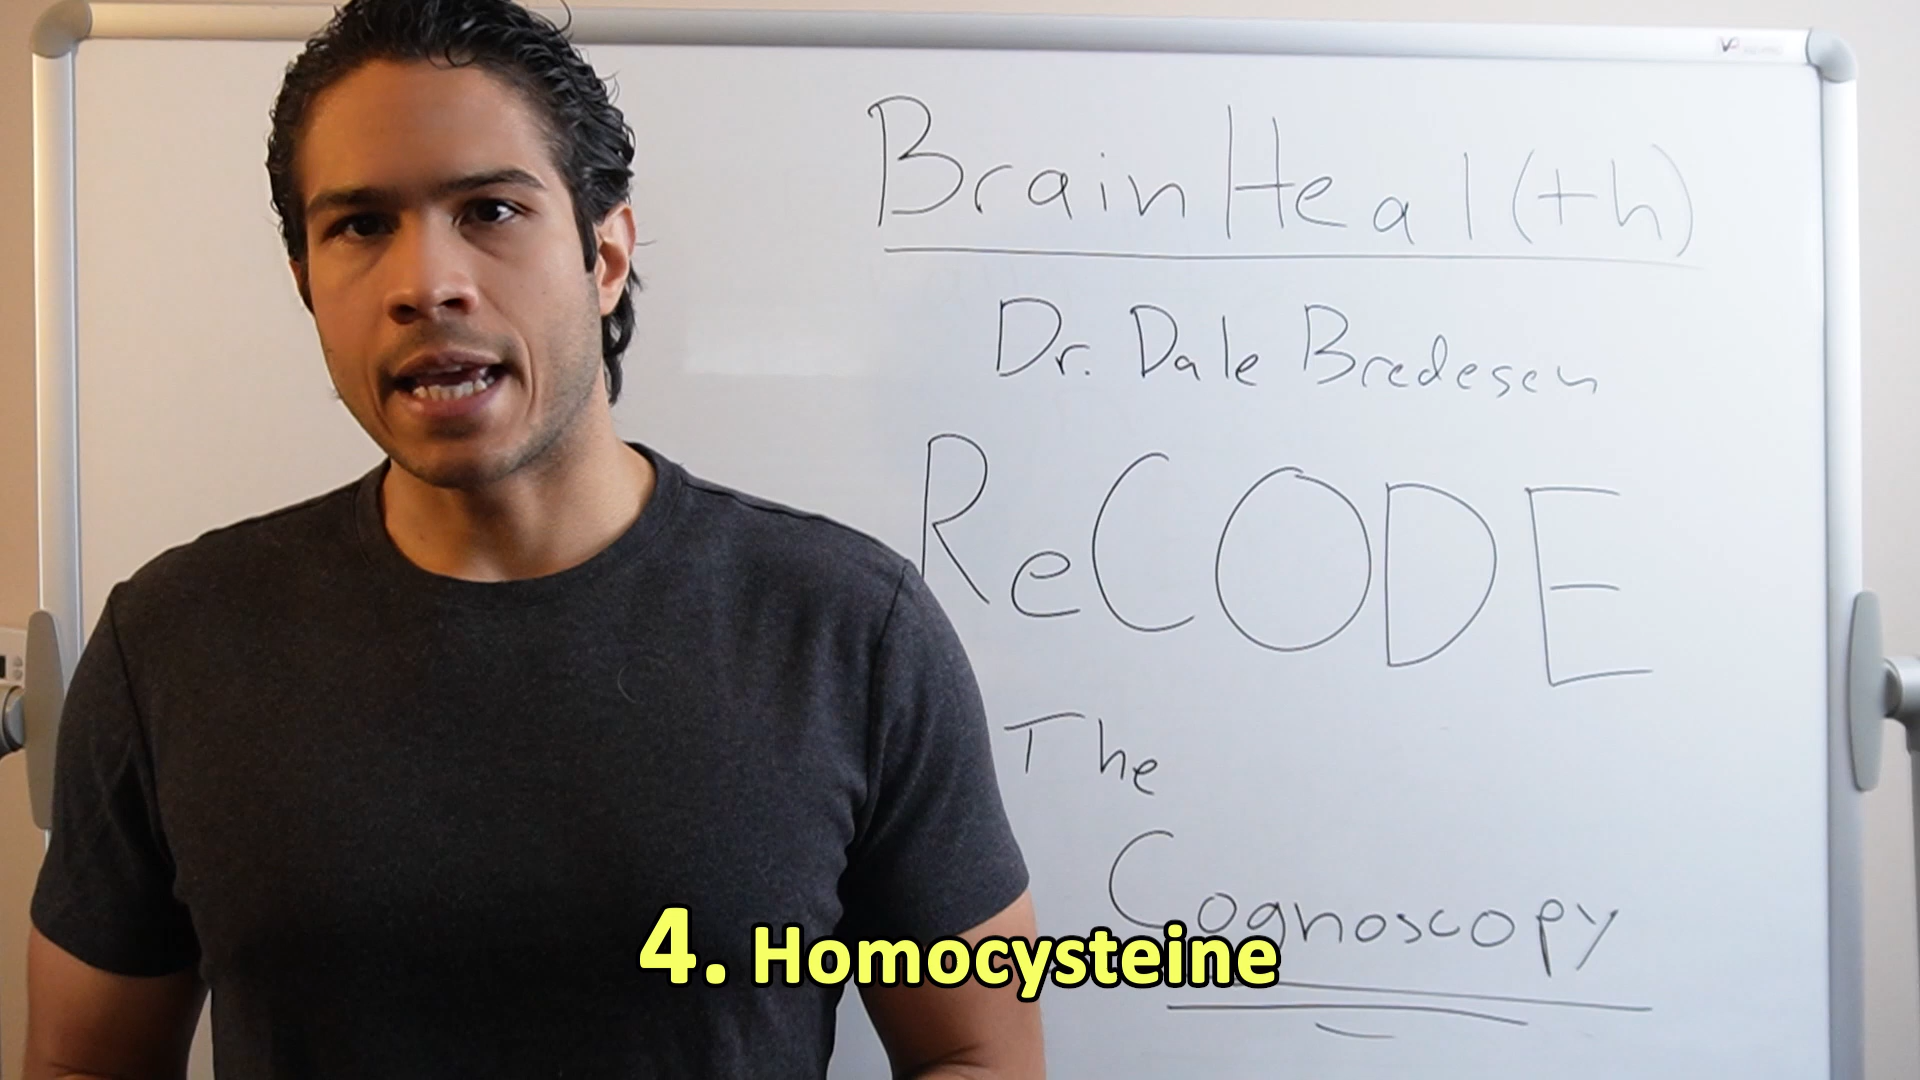 BrainHeal(th)
Dr. Dale Bredesen
ReCODE
The
Cognoscopy
4. Homocysteine